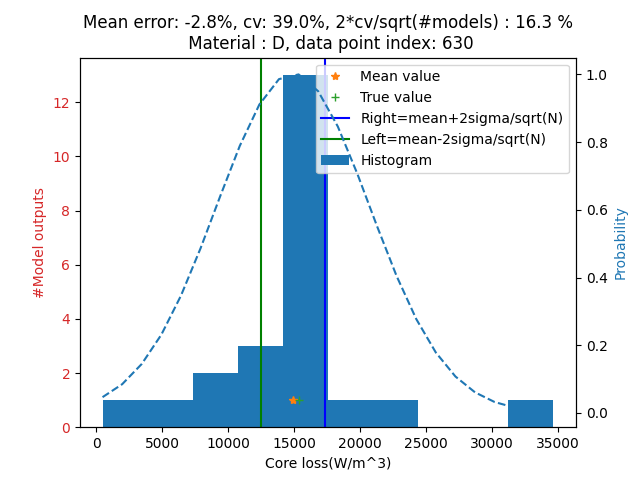 Mean error: -2.8%, cv: 39.0%, 2*cv/sqrt(#models) : 16.3 %
Material : D, data point index: 630
Mean value
True value
Right=mean+2sigma/sqrt(N)
Left=mean-2sigma/sqrt(N)
Histogram
#Model outputs
12
10
8
6
4
2
0
Probability
1.0
0.8
0.6
0.4
0.2
0.0
0 5000 10000 15000 20000 25000 30000 35000
Core loss(W/m^3)